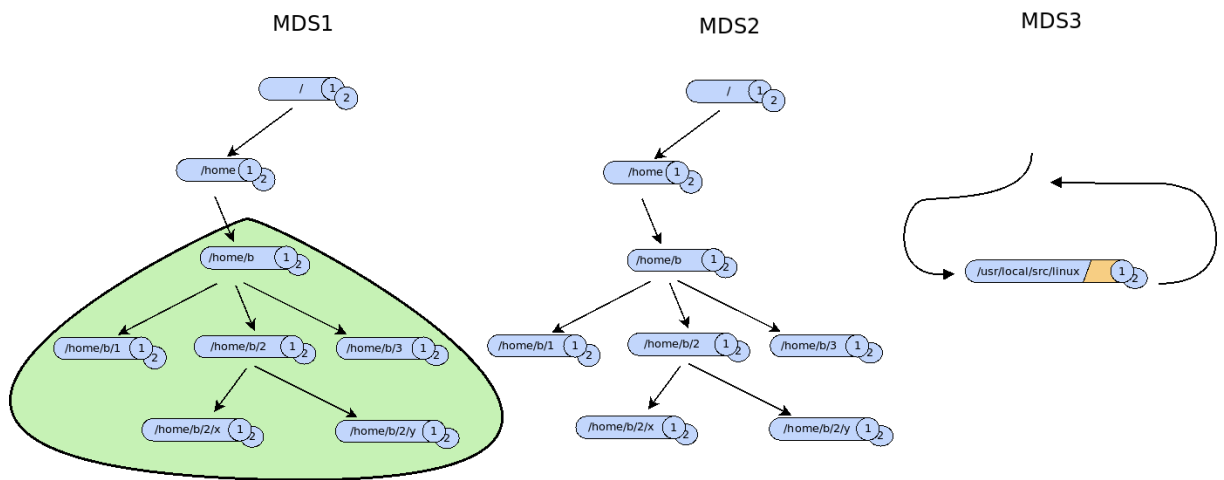 MDS1
MDS2
MDS3
/ 1 2
/home 1 2
/home/b 1 2
/home/b/1 1 2
/home/b/2 1 2
/home/b/3 1 2
/home/b/2/x 1 2
/home/b/2/y 1 2
/ 1 2
/home 1 2
/home/b 1 2
/home/b/1 1 2
/home/b/2 1 2
/home/b/3 1 2
/home/b/2/x 1 2
/home/b/2/y 1 2
/usr/local/src/linux 1 2